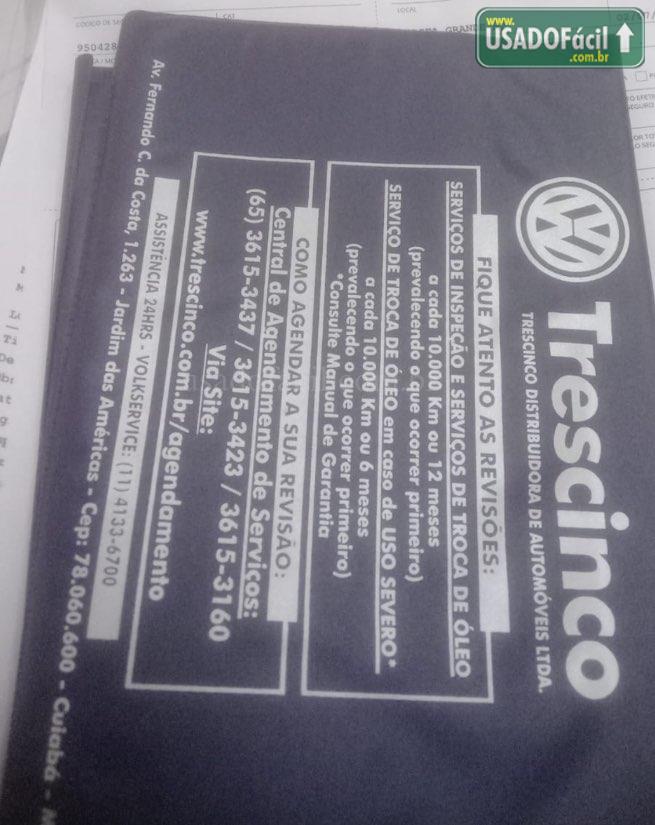 www.
USADOFácil
.com.br
Trescinco
TRESCINCO DISTRIBUIDORA DE AUTOMÓVEIS LTDA.
FIQUE ATENTO AS REVISÕES:
SERVIÇOS DE INSPEÇÃO E SERVIÇOS DE TROCA DE ÓLEO
a cada 10.000 Km ou 12 meses
(prevalecendo o que ocorrer primeiro)
SERVIÇO DE TROCA DE ÓLEO em caso de USO SEVERO*
a cada 10.000 Km ou 6 meses
(prevalecendo o que ocorrer primeiro)
*Consulte Manual de Garantia
COMO AGENDAR A SUA REVISÃO:
Central de Agendamento de Serviços:
(65) 3615-3437 / 3615-3423 / 3615-3160
Via Site:
www.trescinco.com.br/agendamento
ASSISTÊNCIA 24HRS - VOLKSERVICE: (11) 4133-6700
Av. Fernando C. da Costa, 1.263 - Jardim das Américas - Cep: 78.060.600 - Cuiabá - M
CAT
LOCAL
950428